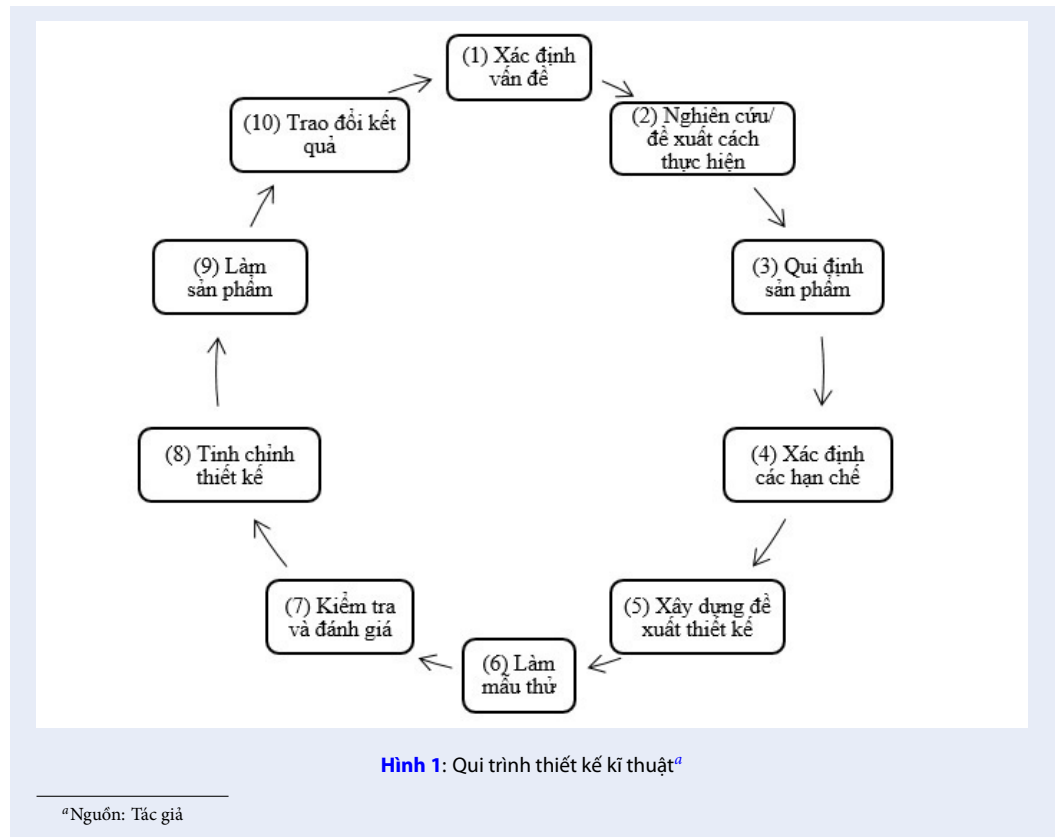 (1) Xác định
vấn đề
(2) Nghiên cứu/
đề xuất cách
thực hiện
(3) Qui định
sản phẩm
(4) Xác định
các hạn chế
(5) Xây dựng đề
xuất thiết kế
(6) Làm
mẫu thử
(7) Kiểm tra
và đánh giá
(8) Tinh chỉnh
thiết kế
(9) Làm
sản phẩm
(10) Trao đổi kết
quả
Hình 1: Qui trình thiết kế kĩ thuật a
a Nguồn: Tác giả